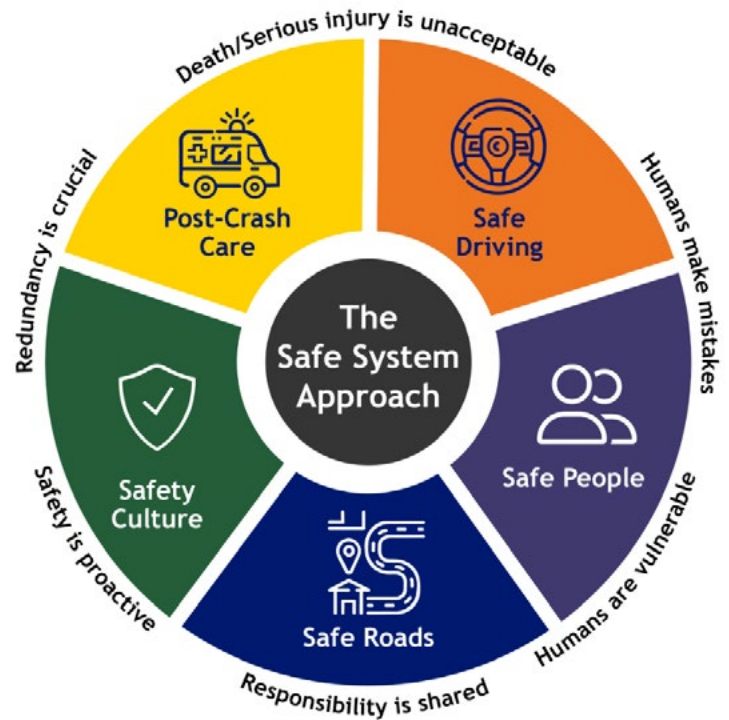 Death/Serious injury is unacceptable
Humans make mistakes
Humans are vulnerable
Responsibility is shared
Safety is proactive
Redundancy is crucial
Post-Crash
Care
Safe
Driving
The
Safe System
Approach
Safe People
Safety
Culture
Safe Roads